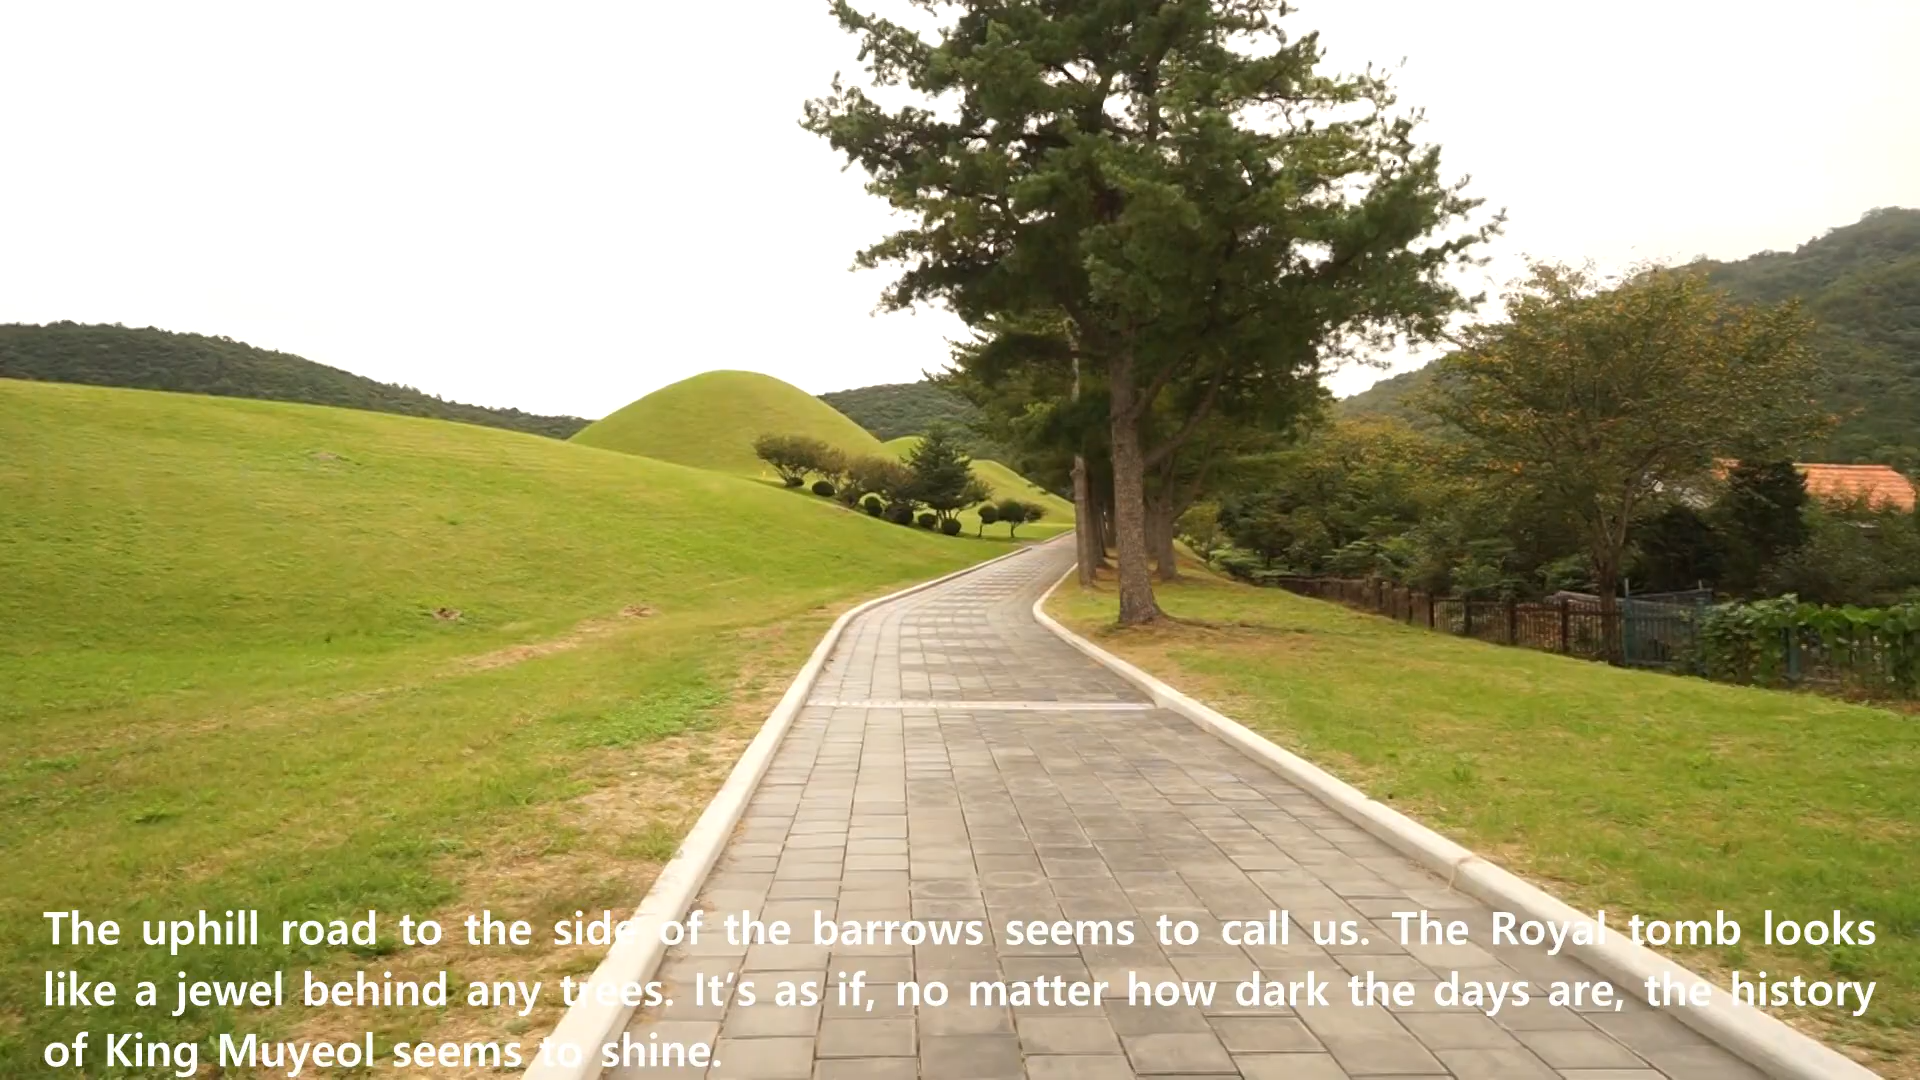 The uphill road to the side of the barrows seems to call us. The Royal tomb looks
like a jewel behind any trees. It’s as if, no matter how dark the days are, the history
of King Muyeol seems to shine.